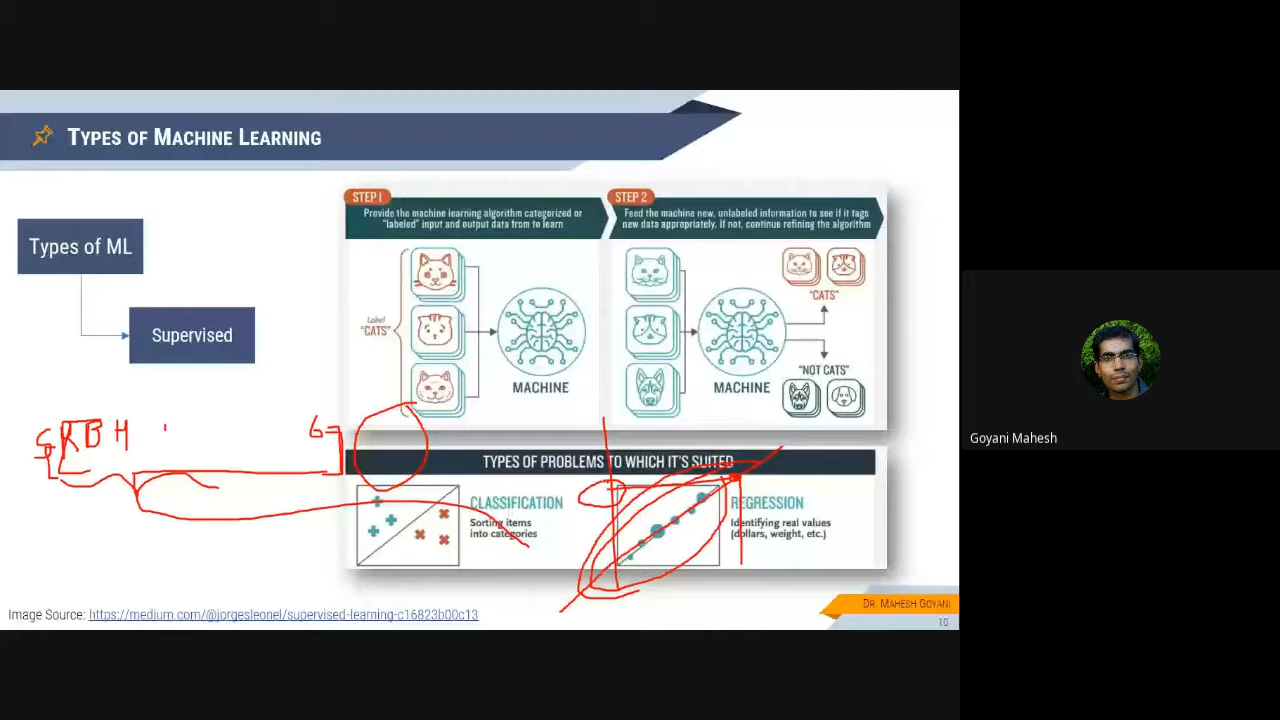 TYPES OF MACHINE LEARNING
Types of ML
Supervised
STEP 1
Provide the machine learning algorithm categorized or
"labeled" input and output data from to learn
STEP 2
Feed the machine new, unlabeled information to see if it tags
new data appropriately. If not, continue refining the algorithm
Label
"CATS"
MACHINE
MACHINE
"CATS"
"NOT CATS"
TYPES OF PROBLEMS TO WHICH IT'S SUITED
CLASSIFICATION
Sorting items
into categories
REGRESSION
Identifying real values
(dollars, weight, etc.)
Image Source: https://medium.com/@jorgesleonel/supervised-learning-c16823b00c13
DR. MAHESH GOYANI
10
Goyani Mahesh